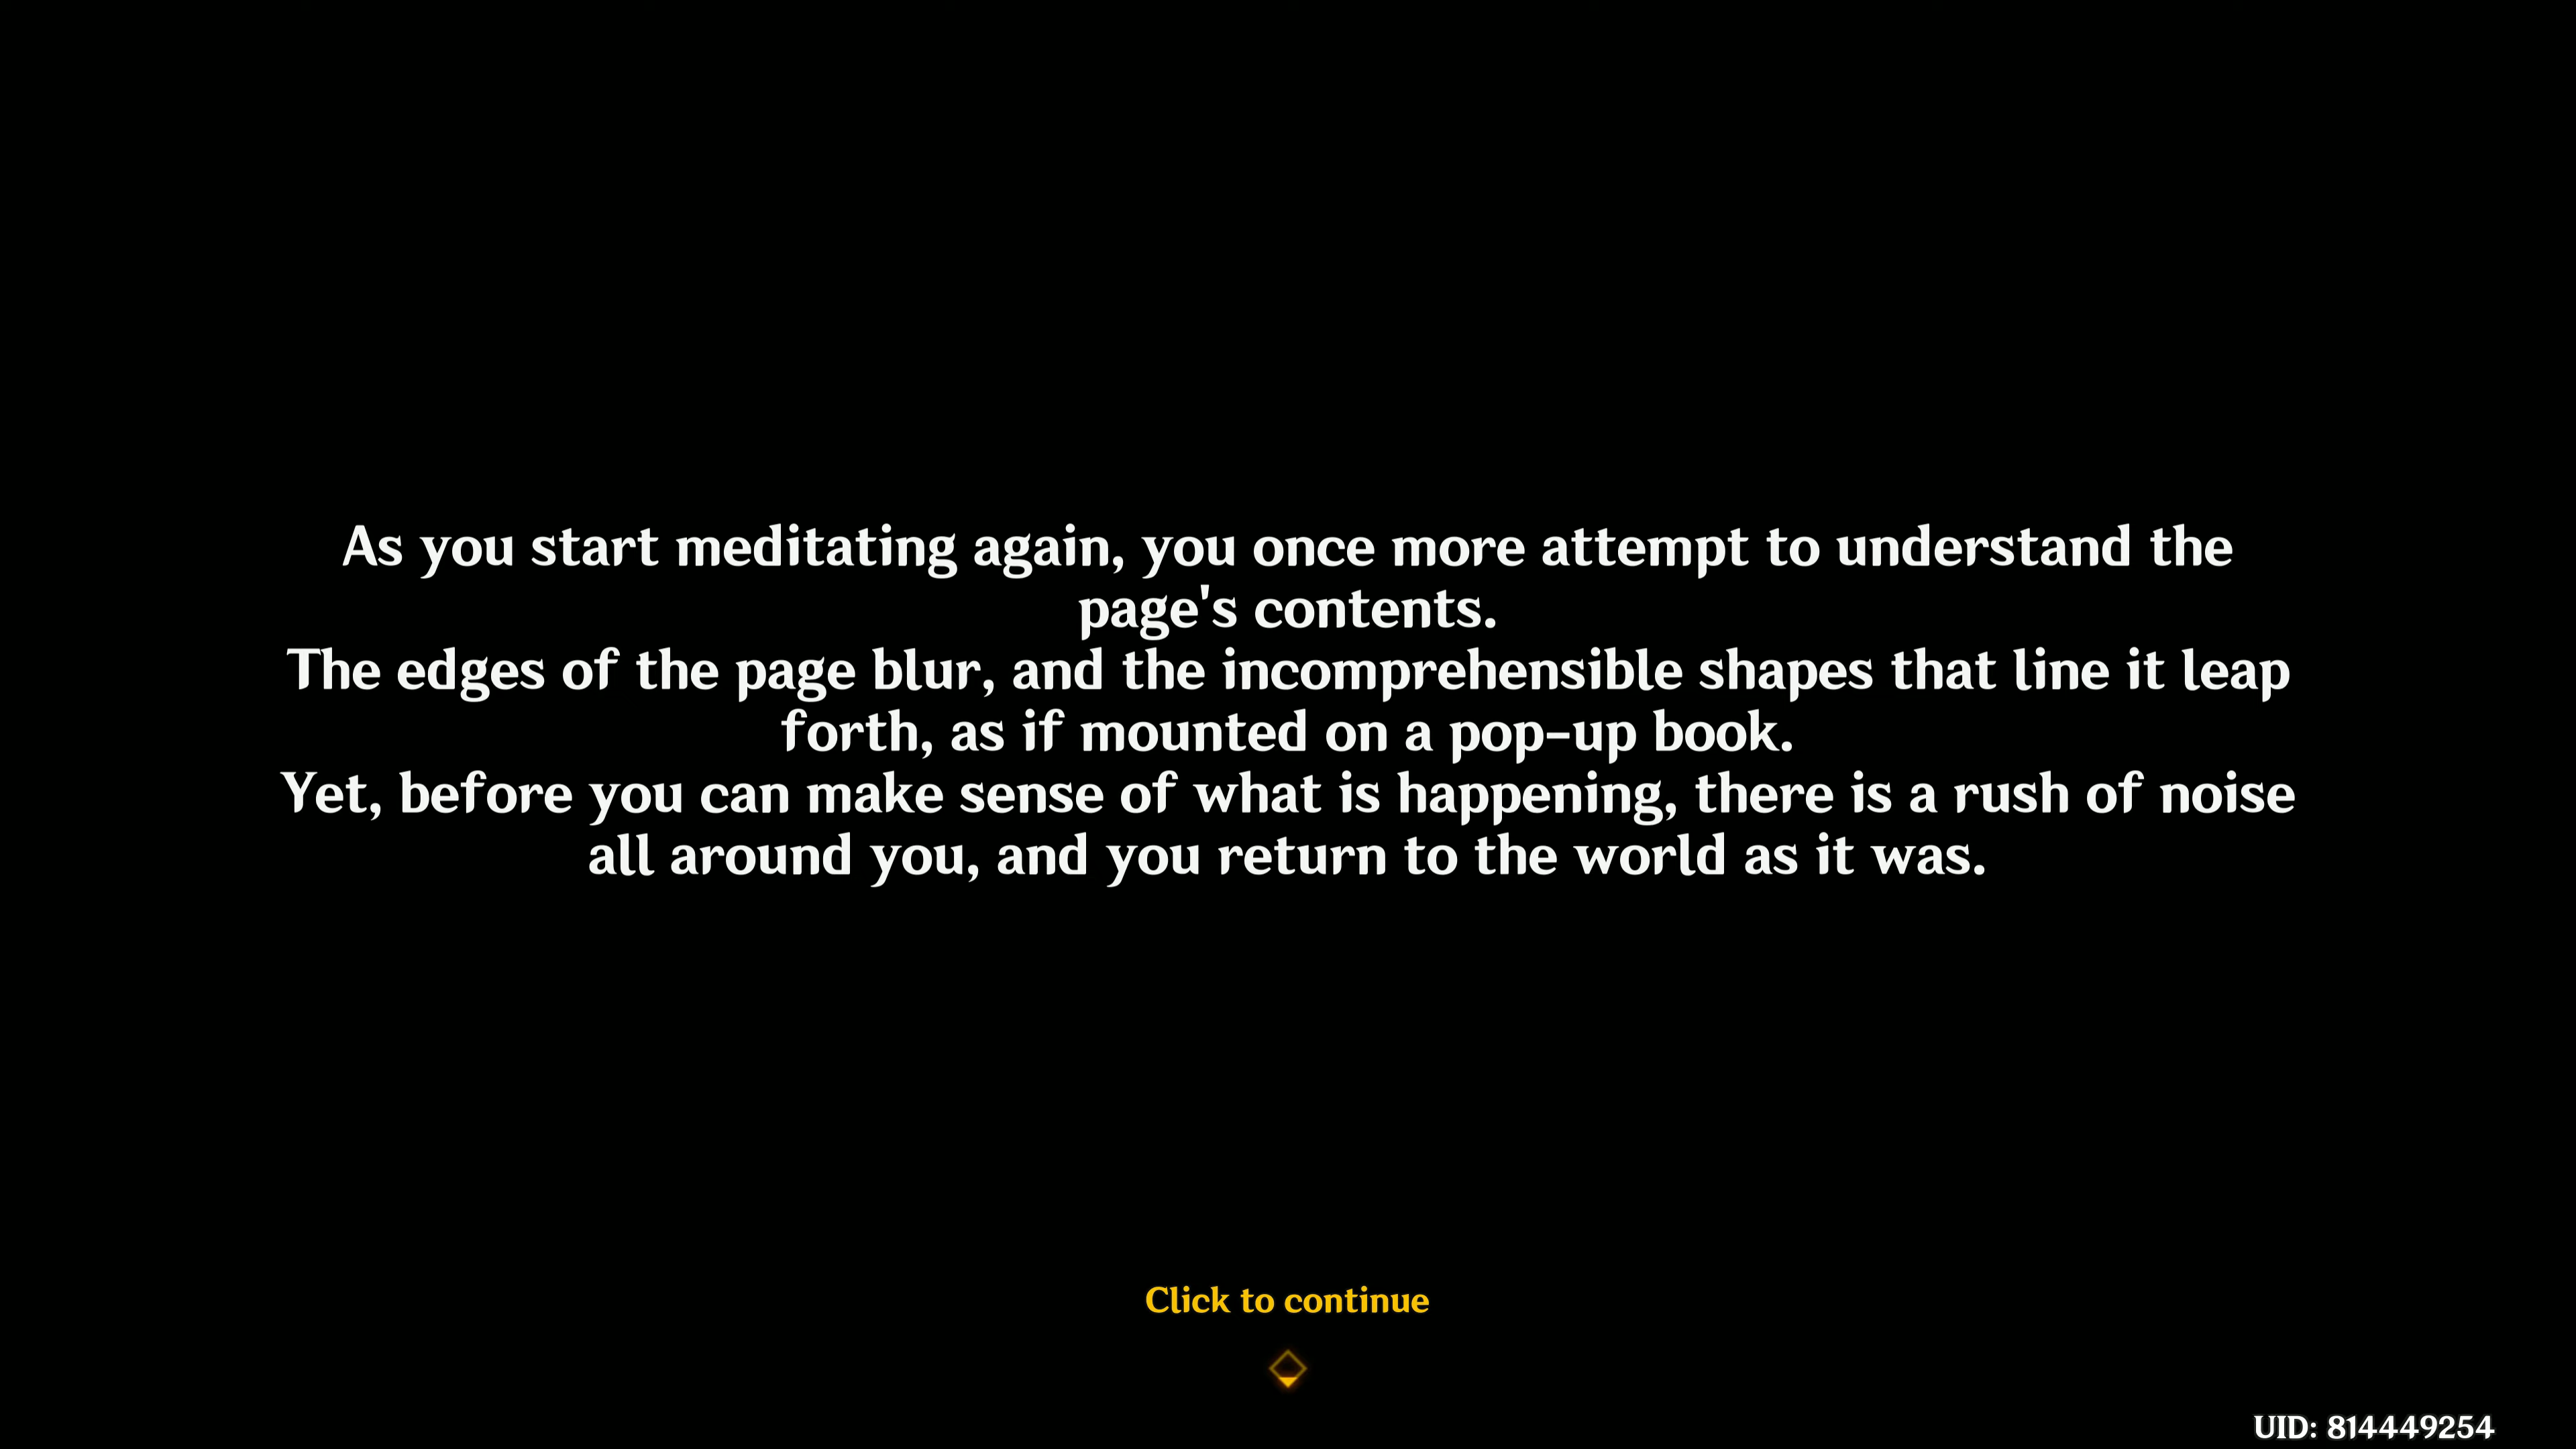 As you start meditating again, you once more attempt to understand the
page's contents.
The edges of the page blur, and the incomprehensible shapes that line it leap
forth, as if mounted on a pop-up book.
Yet, before you can make sense of what is happening, there is a rush of noise
all around you, and you return to the world as it was.
Click to continue
UID: 814449254